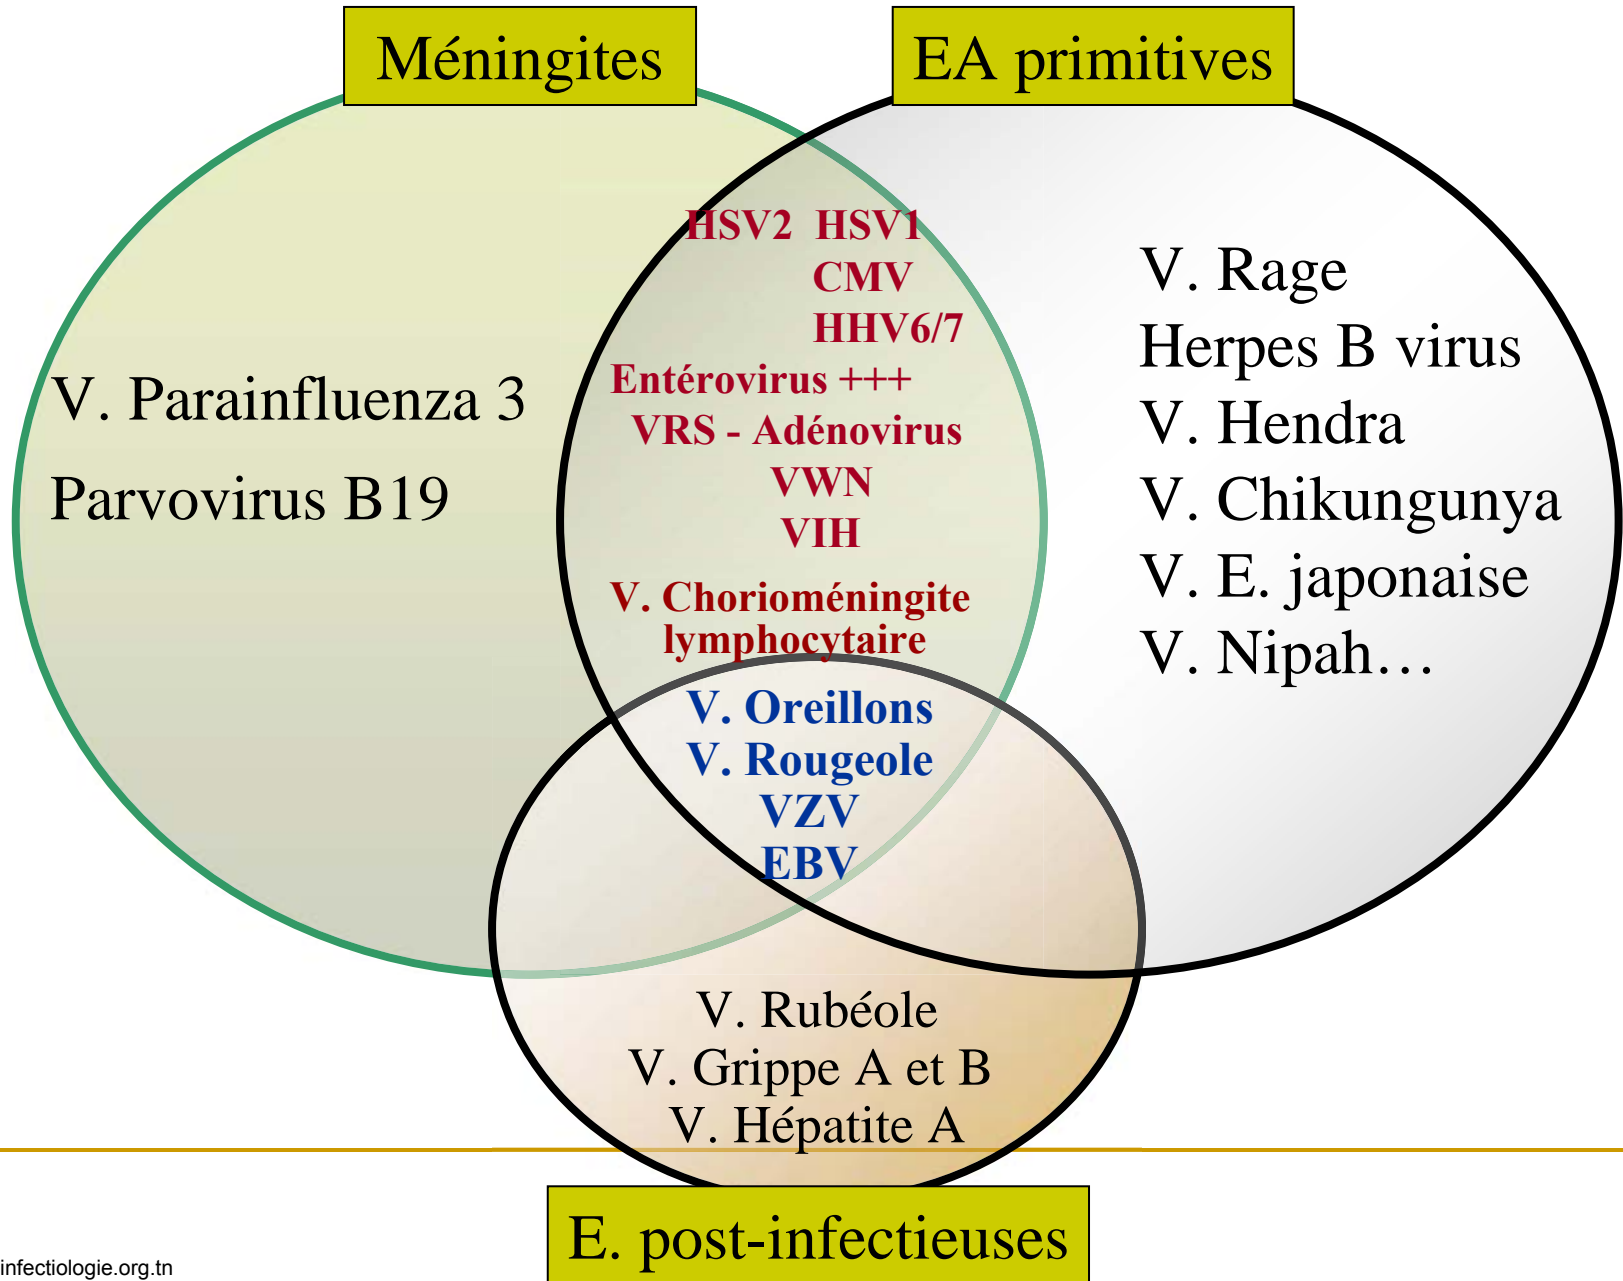 Méningites
EA primitives
HSV2 HSV1
CMV
HHV6/7
Entérovirus +++
VRS - Adénovirus
VWN
VIH
V. Chorioméningite
lymphocytaire
V. Parainfluenza 3
Parvovirus B19
V. Rage
Herpes B virus
V. Hendra
V. Chikungunya
V. E. japonaise
V. Nipah…
V. Oreillons
V. Rougeole
VZV
EBV
V. Rubéole
V. Grippe A et B
V. Hépatite A
E. post-infectieuses
infectiologie.org.tn